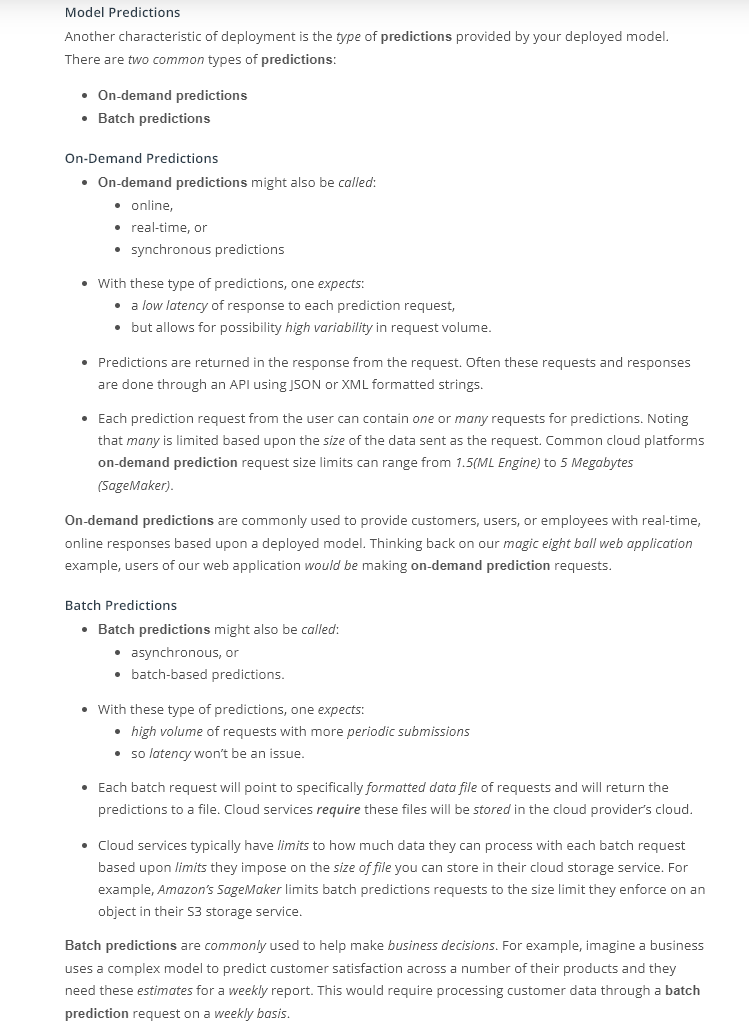 Model Predictions
Another characteristic of deployment is the type of predictions provided by your deployed model.
There are two common types of predictions:
• On-demand predictions
• Batch predictions
On-Demand Predictions
• On-demand predictions might also be called:
• online,
• real-time, or
• synchronous predictions
• With these type of predictions, one expects:
• a low latency of response to each prediction request,
• but allows for possibility high variability in request volume.
• Predictions are returned in the response from the request. Often these requests and responses
are done through an API using JSON or XML formatted strings.
• Each prediction request from the user can contain one or many requests for predictions. Noting
that many is limited based upon the size of the data sent as the request. Common cloud platforms
on-demand prediction request size limits can range from 1.5(ML Engine) to 5 Megabytes
(SageMaker).
On-demand predictions are commonly used to provide customers, users, or employees with real-time,
online responses based upon a deployed model. Thinking back on our magic eight ball web application
example, users of our web application would be making on-demand prediction requests.
Batch Predictions
• Batch predictions might also be called:
• asynchronous, or
• batch-based predictions.
• With these type of predictions, one expects:
• high volume of requests with more periodic submissions
• so latency won't be an issue.
• Each batch request will point to specifically formatted data file of requests and will return the
predictions to a file. Cloud services require these files will be stored in the cloud provider's cloud.
• Cloud services typically have limits to how much data they can process with each batch request
based upon limits they impose on the size of file you can store in their cloud storage service. For
example, Amazon's SageMaker limits batch predictions requests to the size limit they enforce on an
object in their S3 storage service.
Batch predictions are commonly used to help make business decisions. For example, imagine a business
uses a complex model to predict customer satisfaction across a number of their products and they
need these estimates for a weekly report. This would require processing customer data through a batch
prediction request on a weekly basis.